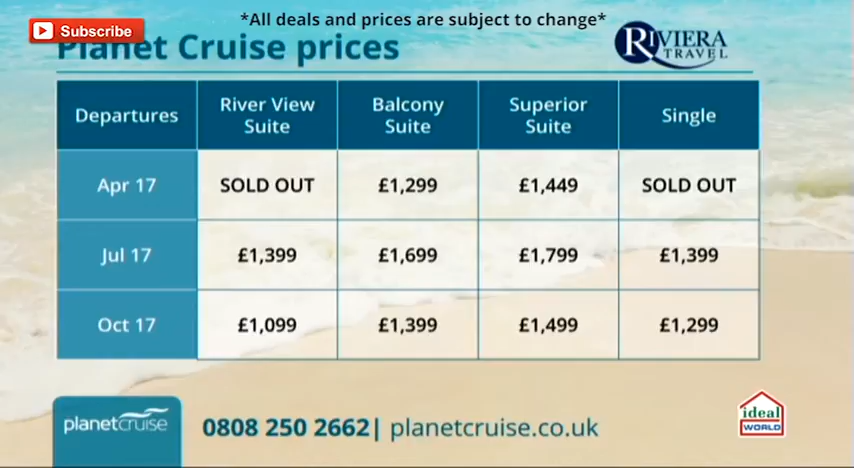 *All deals and prices are subject to change*
Subscribe
Planet Cruise prices
RIVIERA
TRAVEL
Departures
River View
Suite
Balcony
Suite
Superior
Suite
Single
Apr 17
SOLD OUT
£1,299
£1,449
SOLD OUT
Jul 17
£1,399
£1,699
£1,799
£1,399
Oct 17
£1,099
£1,399
£1,499
£1,299
planetcruise
0808 250 2662| planetcruise.co.uk
ideal
WORLD